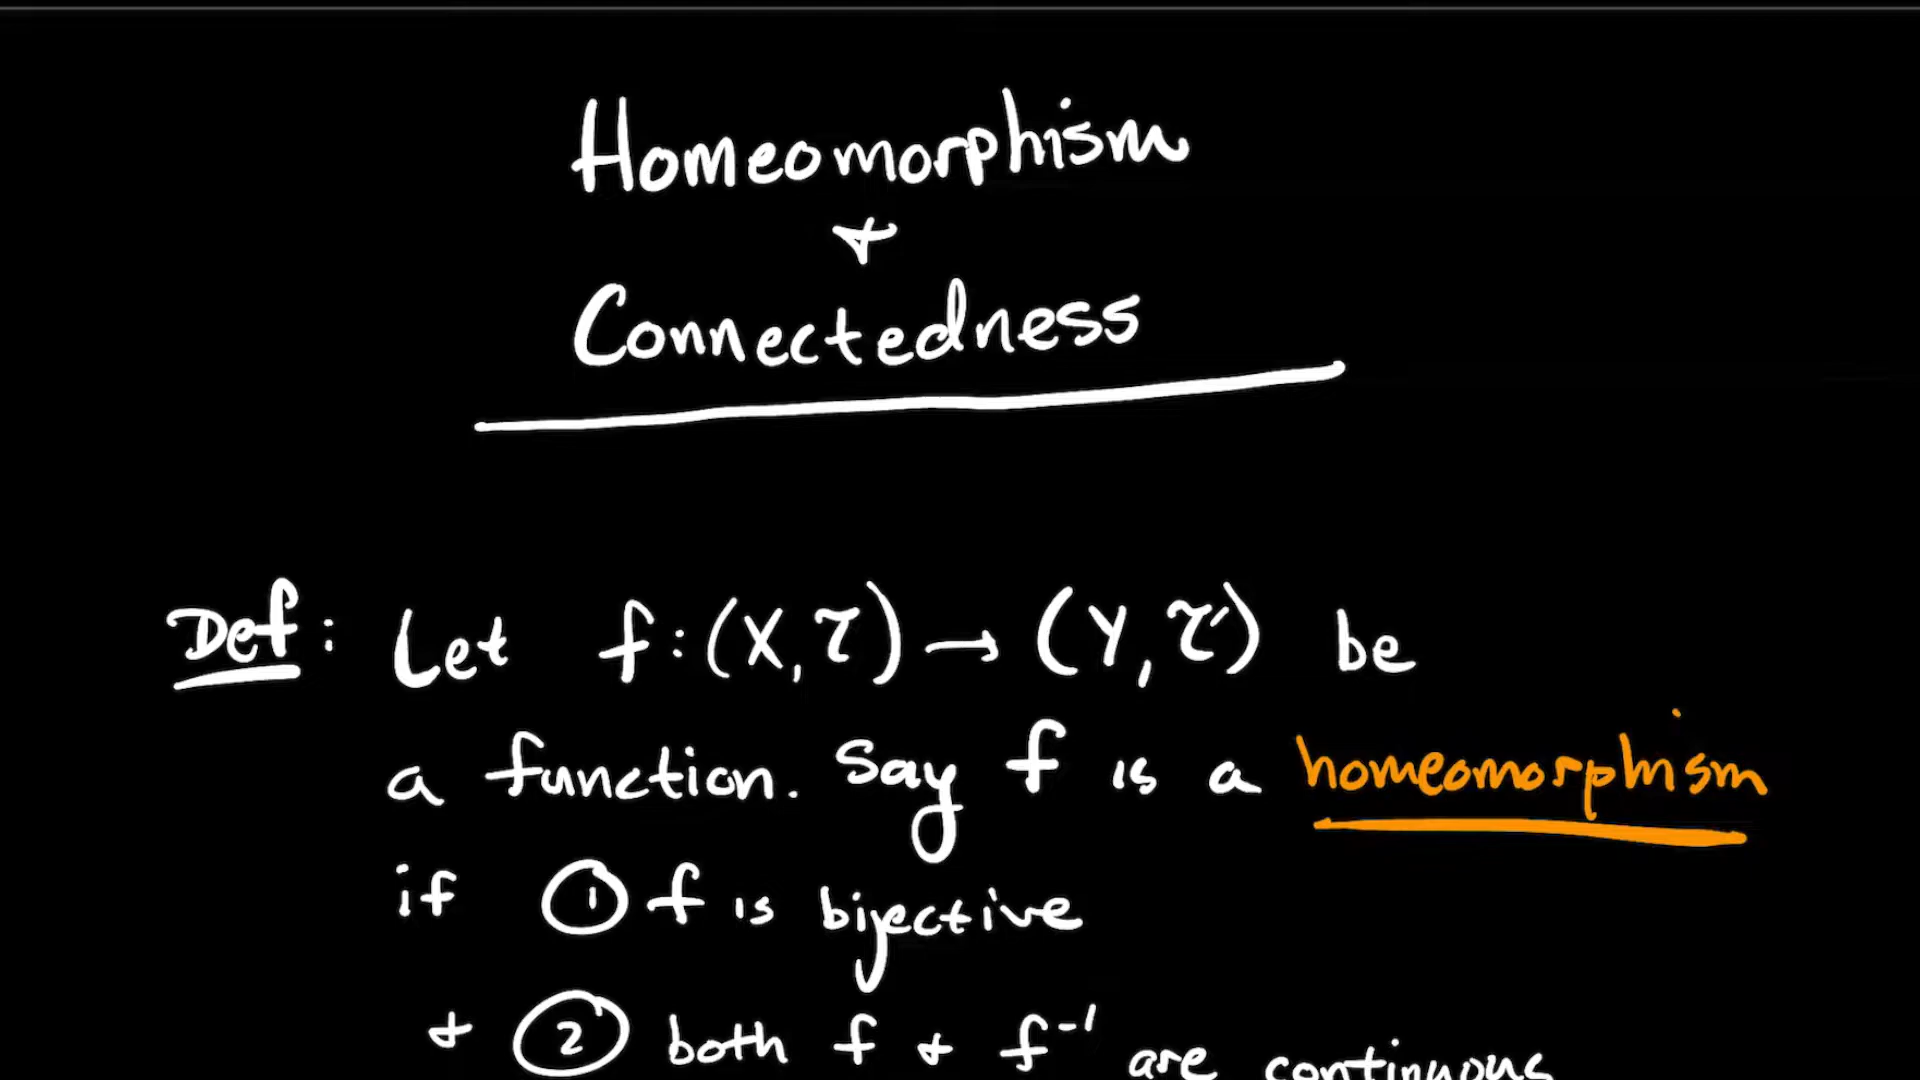 Homeomorphism
&
Connectedness
Def: Let f:(X,τ)→(Y,τ') be
a function. Say f is a homeomorphism
if ① f is bijective
& ② both f & f⁻¹ are continuous